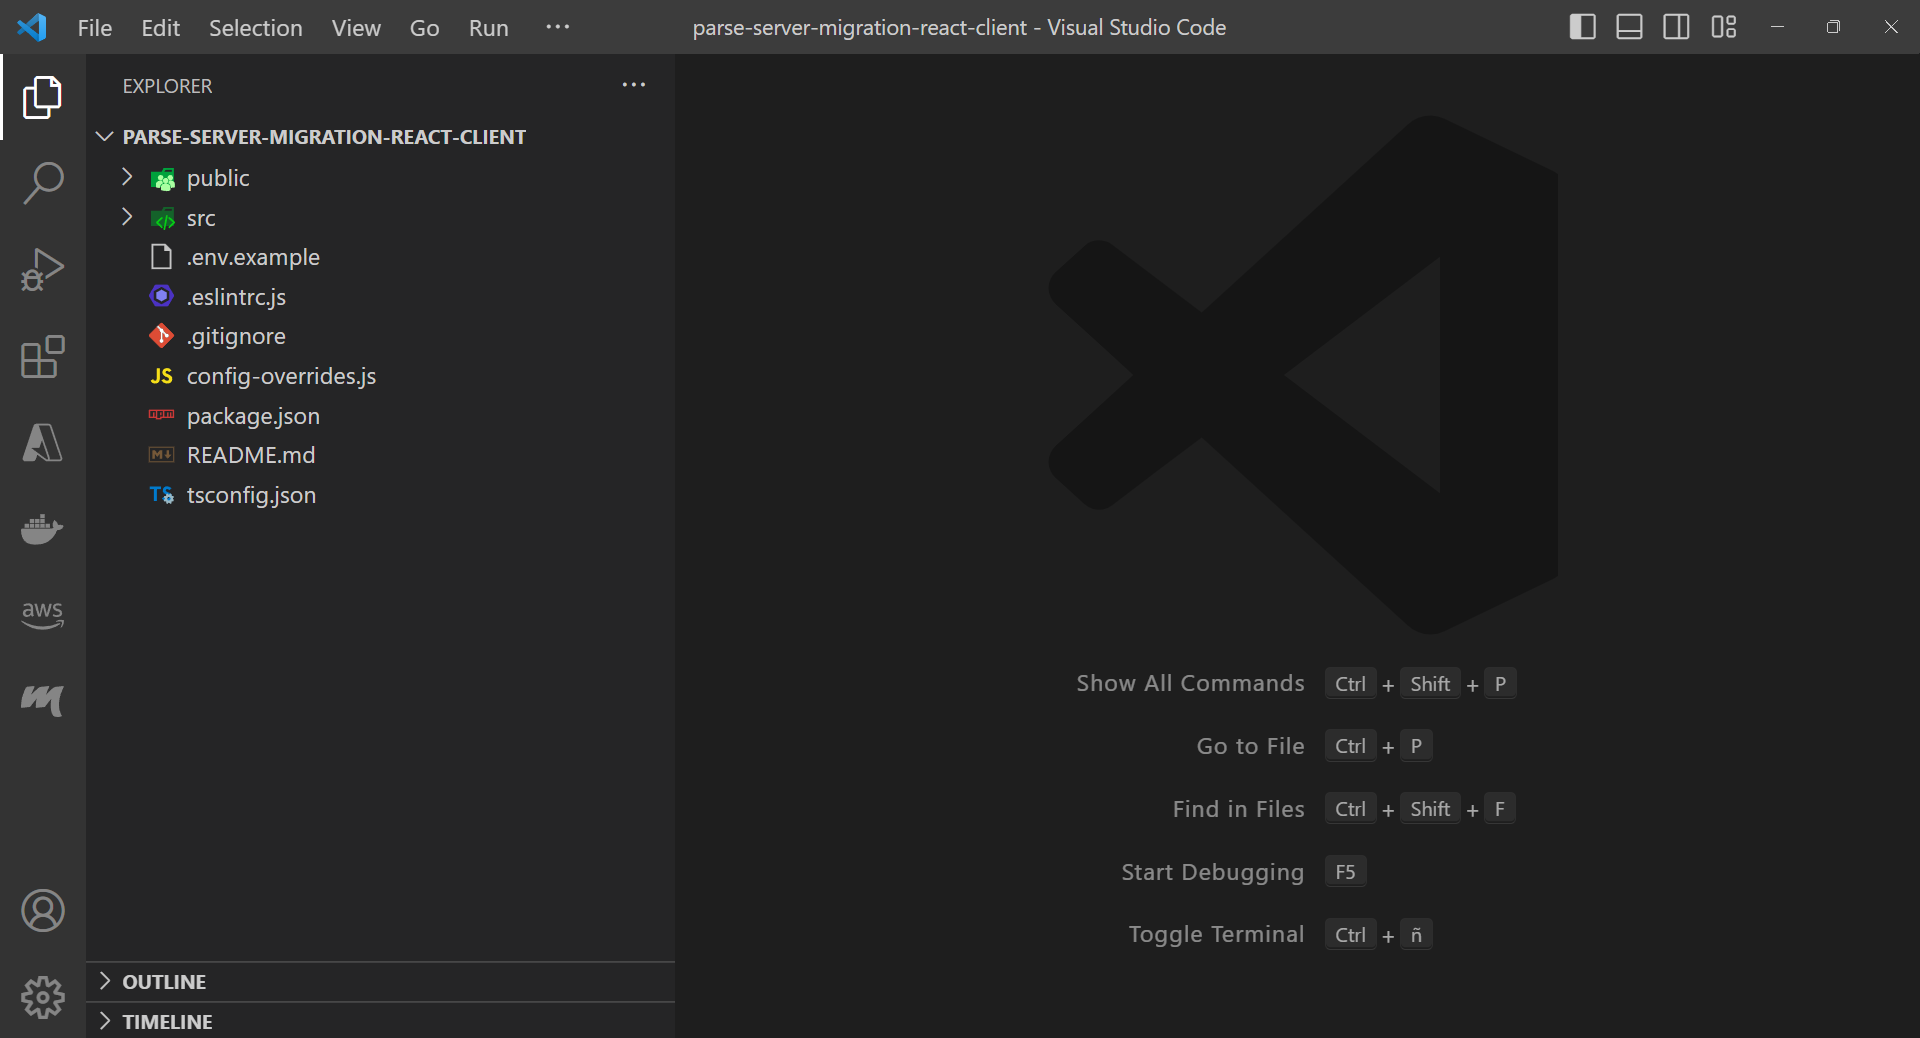 File Edit Selection View Go Run ···
parse-server-migration-react-client - Visual Studio Code
EXPLORER
PARSE-SERVER-MIGRATION-REACT-CLIENT
public
src
.env.example
.eslintrc.js
.gitignore
JS config-overrides.js
npm package.json
M README.md
TS tsconfig.json
aws
Show All Commands Ctrl + Shift + P
Go to File Ctrl + P
Find in Files Ctrl + Shift + F
Start Debugging F5
Toggle Terminal Ctrl + ñ
OUTLINE
TIMELINE